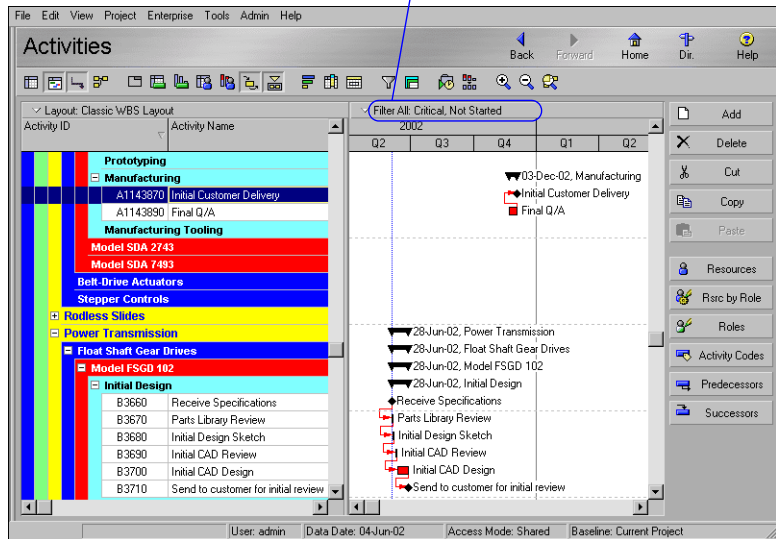 File Edit View Project Enterprise Tools Admin Help
Activities
Back Forward Home Dir. Help
Layout: Classic WBS Layout
Filter All: Critical, Not Started
Activity ID Activity Name
2002
Q2 Q3 Q4 Q1 Q2
Prototyping
Manufacturing
03-Dec-02, Manufacturing
A1143870 Initial Customer Delivery
Initial Customer Delivery
A1143890 Final Q/A
Final Q/A
Manufacturing Tooling
Model SDA 2743
Model SDA 7493
Belt-Drive Actuators
Stepper Controls
Rodless Slides
Power Transmission
28-Jun-02, Power Transmission
Float Shaft Gear Drives
28-Jun-02, Float Shaft Gear Drives
Model FSGD 102
28-Jun-02, Model FSGD 102
Initial Design
28-Jun-02, Initial Design
B3660 Receive Specifications
Receive Specifications
B3670 Parts Library Review
Parts Library Review
B3680 Initial Design Sketch
Initial Design Sketch
B3690 Initial CAD Review
Initial CAD Review
B3700 Initial CAD Design
Initial CAD Design
B3710 Send to customer for initial review
Send to customer for initial review
Add
Delete
Cut
Copy
Paste
Resources
Rsrc by Role
Roles
Activity Codes
Predecessors
Successors
User: admin Data Date: 04-Jun-02 Access Mode: Shared Baseline: Current Project